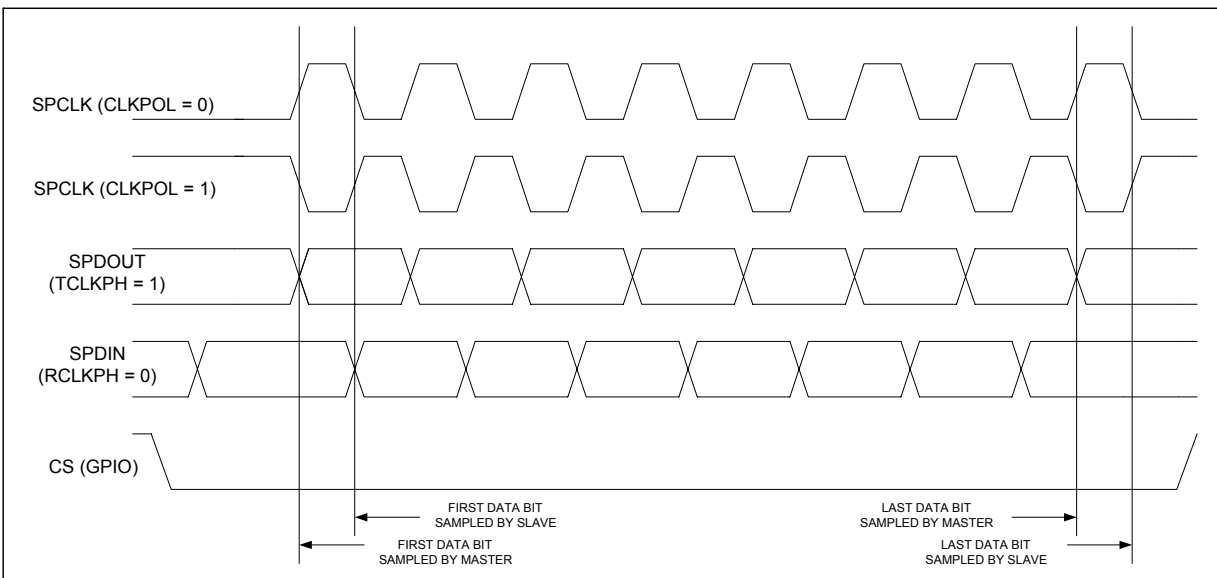 SPCLK (CLKPOL = 0)
SPCLK (CLKPOL = 1)
SPDOUT
(TCLKPH = 1)
SPDIN
(RCLKPH = 0)
CS (GPIO)
FIRST DATA BIT
SAMPLED BY SLAVE
LAST DATA BIT
SAMPLED BY MASTER
FIRST DATA BIT
SAMPLED BY MASTER
LAST DATA BIT
SAMPLED BY SLAVE